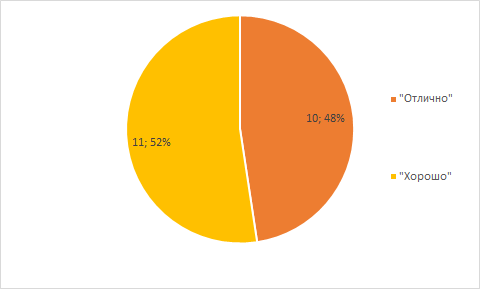 "Отлично"
10; 48%
11; 52%
"Хорошо"